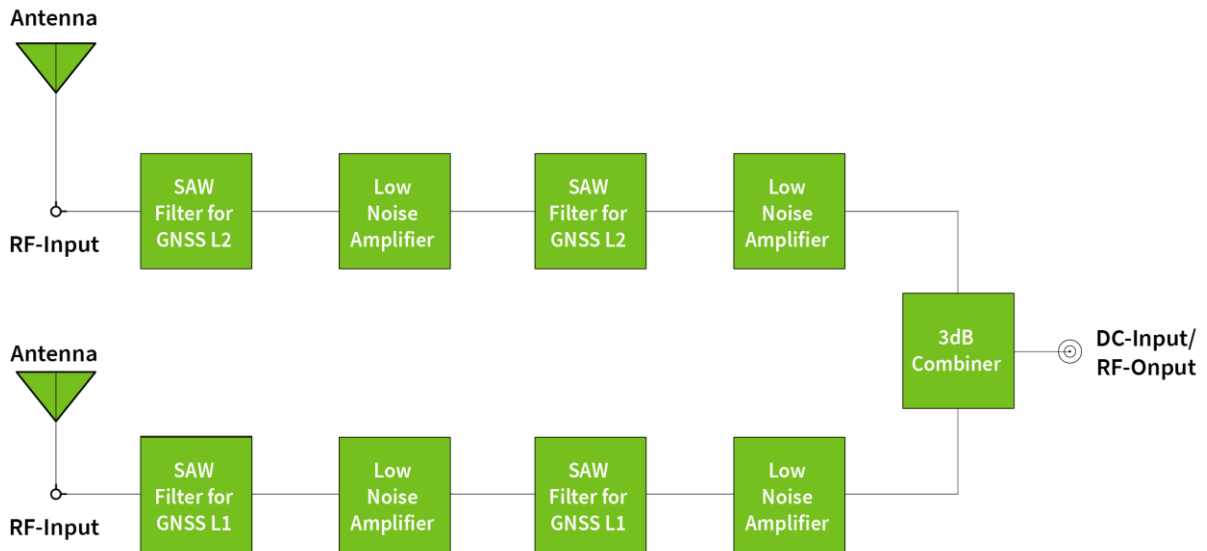 Antenna
SAW
Filter for
GNSS L2
Low
Noise
Amplifier
SAW
Filter for
GNSS L2
Low
Noise
Amplifier
RF-Input
3dB
Combiner
DC-Input/
RF-Onput
Antenna
SAW
Filter for
GNSS L1
Low
Noise
Amplifier
SAW
Filter for
GNSS L1
Low
Noise
Amplifier
RF-Input